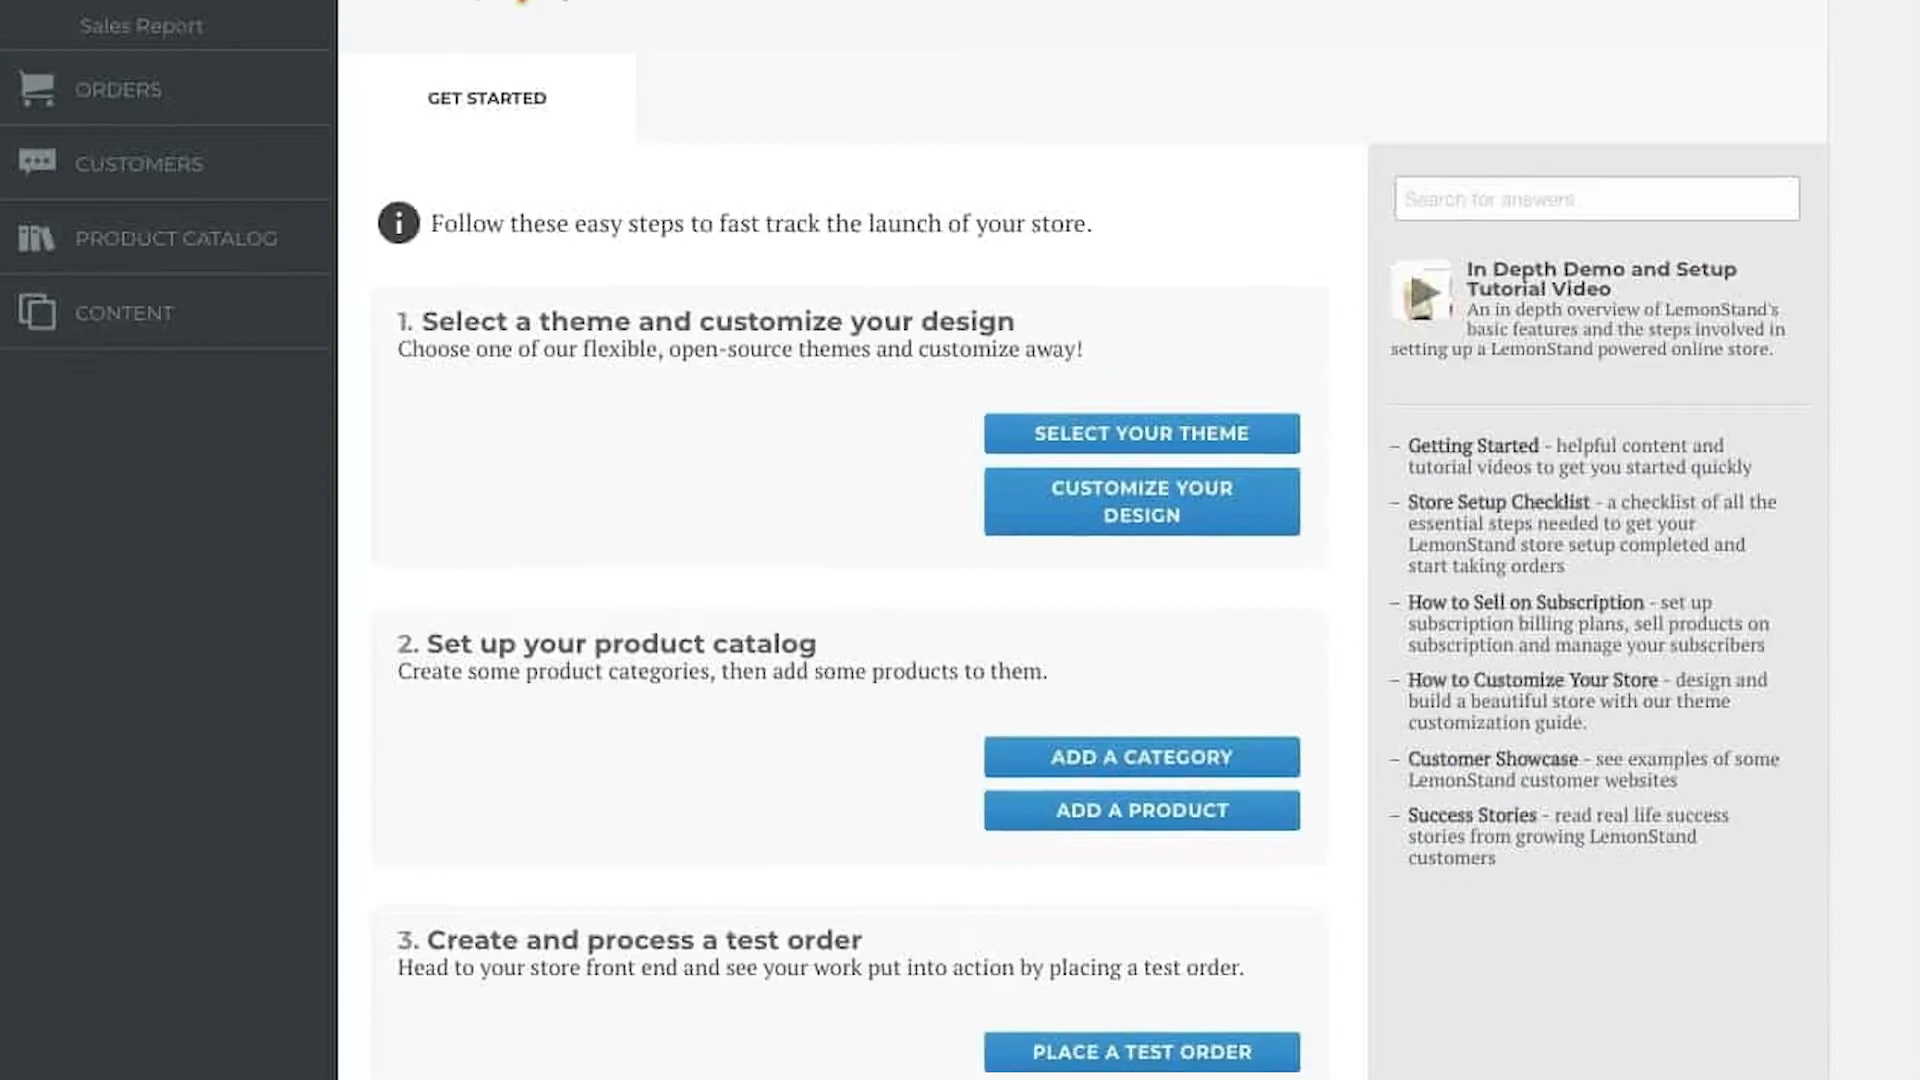 Sales Report
ORDERS
CUSTOMERS
PRODUCT CATALOG
CONTENT
GET STARTED
i
Follow these easy steps to fast track the launch of your store.
1. Select a theme and customize your design
Choose one of our flexible, open-source themes and customize away!
SELECT YOUR THEME
CUSTOMIZE YOUR
DESIGN
2. Set up your product catalog
Create some product categories, then add some products to them.
ADD A CATEGORY
ADD A PRODUCT
3. Create and process a test order
Head to your store front end and see your work put into action by placing a test order.
PLACE A TEST ORDER
Search for answers
In Depth Demo and Setup
Tutorial Video
An in depth overview of LemonStand's
basic features and the steps involved in
setting up a LemonStand powered online store.
– Getting Started - helpful content and
tutorial videos to get you started quickly
– Store Setup Checklist - a checklist of all the
essential steps needed to get your
LemonStand store setup completed and
start taking orders
– How to Sell on Subscription - set up
subscription billing plans, sell products on
subscription and manage your subscribers
– How to Customize Your Store - design and
build a beautiful store with our theme
customization guide.
– Customer Showcase - see examples of some
LemonStand customer websites
– Success Stories - read real life success
stories from growing LemonStand
customers